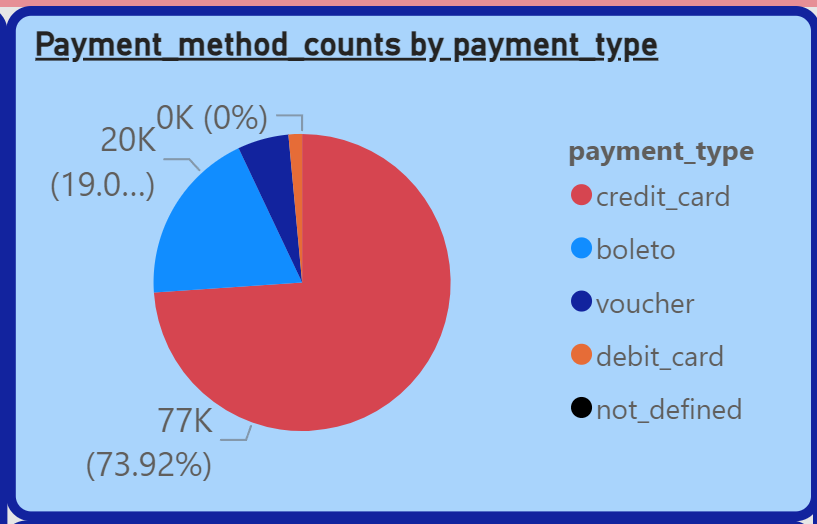 Payment_method_counts by payment_type
0K (0%)
20K
(19.0...)
77K
(73.92%)
payment_type
credit_card
boleto
voucher
debit_card
not_defined